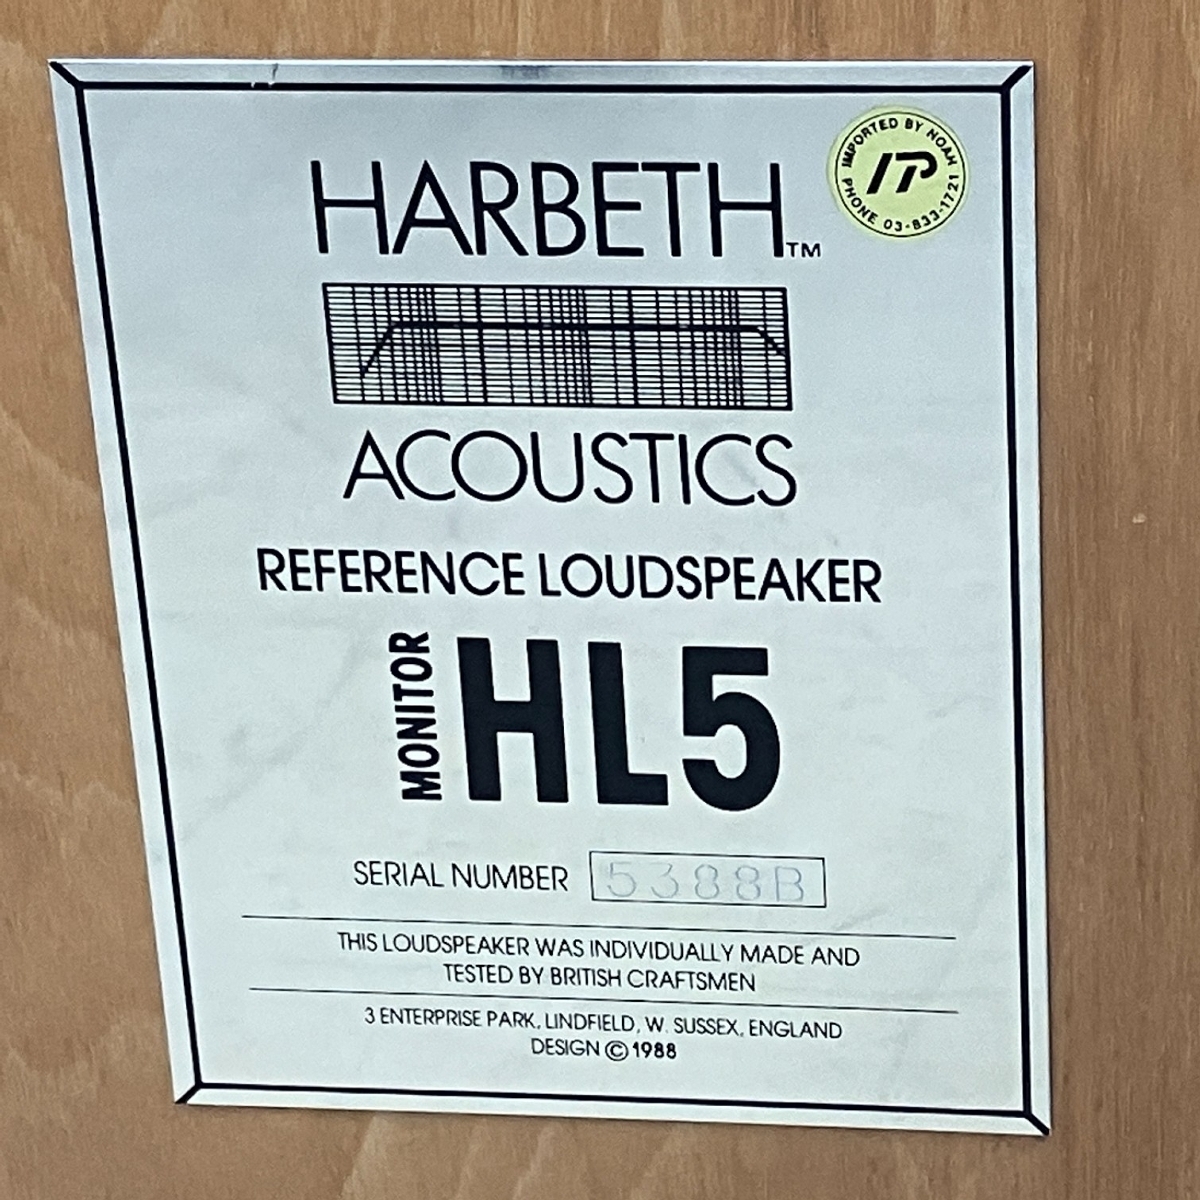 HARBETH™
IMPORTED BY NOAH
IP
PHONE 03-833-1721
ACOUSTICS
REFERENCE LOUDSPEAKER
MONITOR
HL5
SERIAL NUMBER 5388B
THIS LOUDSPEAKER WAS INDIVIDUALLY MADE AND
TESTED BY BRITISH CRAFTSMEN
3 ENTERPRISE PARK, LINDFIELD, W. SUSSEX, ENGLAND
DESIGN © 1988